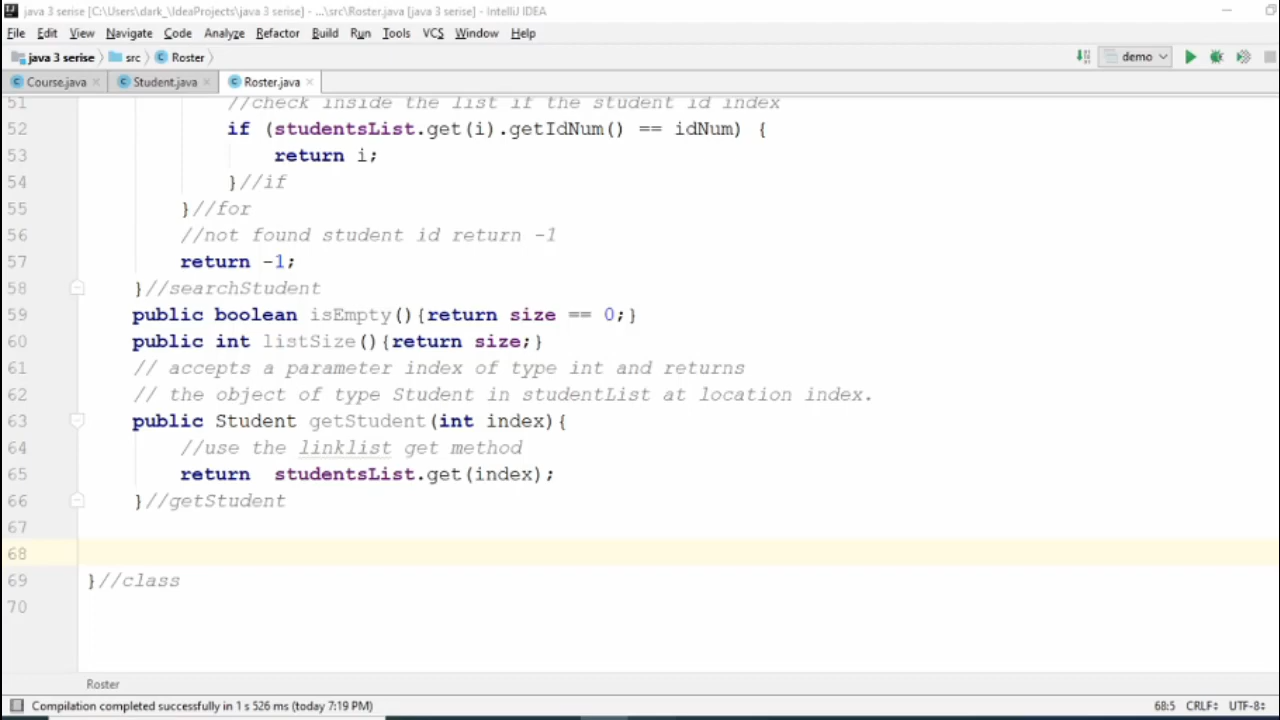 java 3 serise [C:\Users\dark_\IdeaProjects\java 3 serise] - ...\src\Roster.java [java 3 serise] - IntelliJ IDEA
File Edit View Navigate Code Analyze Refactor Build Run Tools VCS Window Help
java 3 serise src Roster demo
Course.java Student.java Roster.java
51 //check inside the list if the student id index
52 if (studentsList.get(i).getIdNum() == idNum) {
53 return i;
54 }//if
55 }//for
56 //not found student id return -1
57 return -1;
58 }//searchStudent
59 public boolean isEmpty(){return size == 0;}
60 public int listSize(){return size;}
61 // accepts a parameter index of type int and returns
62 // the object of type Student in studentList at location index.
63 public Student getStudent(int index){
64 //use the linklist get method
65 return  studentsList.get(index);
66 }//getStudent
67
68
69 }//class
70
Roster
Compilation completed successfully in 1 s 526 ms (today 7:19 PM) 68:5 CRLF UTF-8